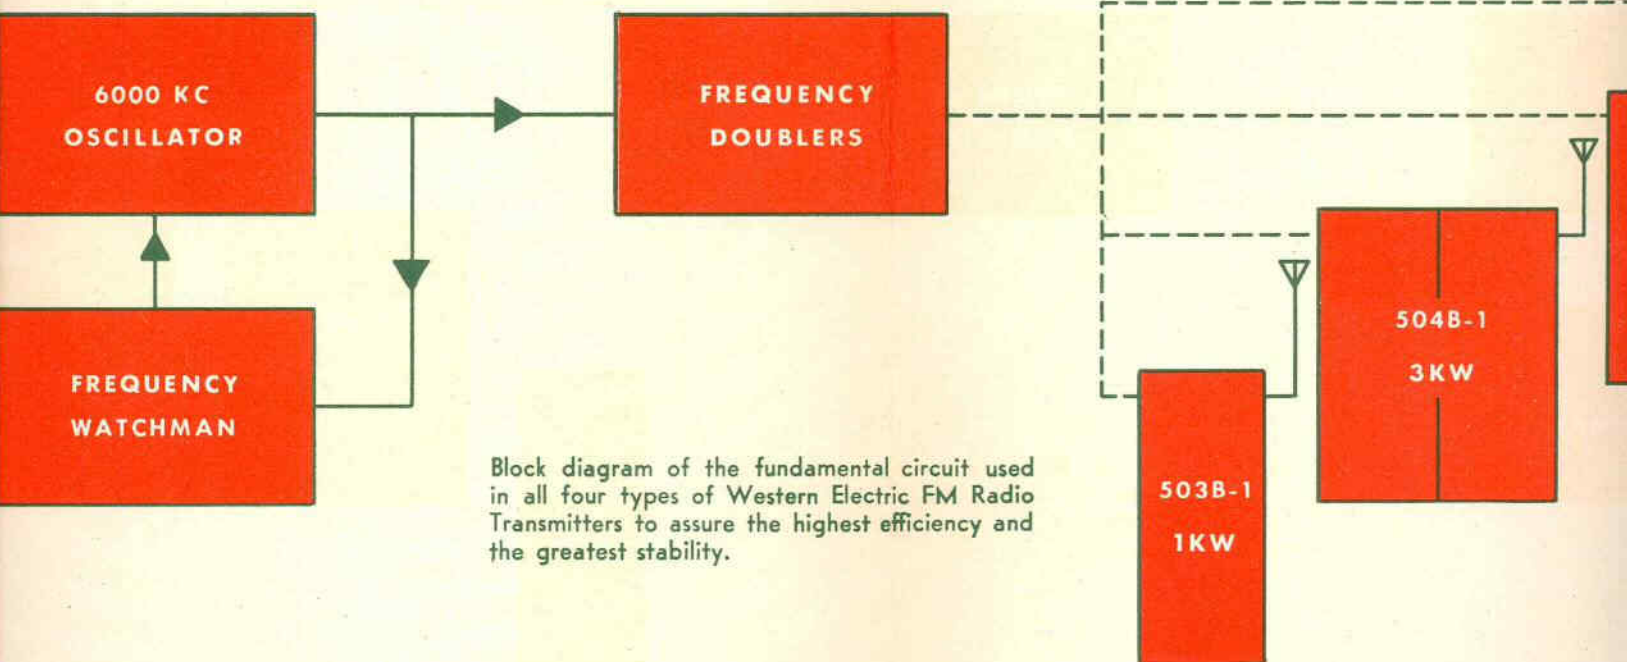 6000 KC
OSCILLATOR
FREQUENCY
DOUBLERS
FREQUENCY
WATCHMAN
504B-1
3KW
503B-1
1KW
Block diagram of the fundamental circuit used
in all four types of Western Electric FM Radio
Transmitters to assure the highest efficiency and
the greatest stability.